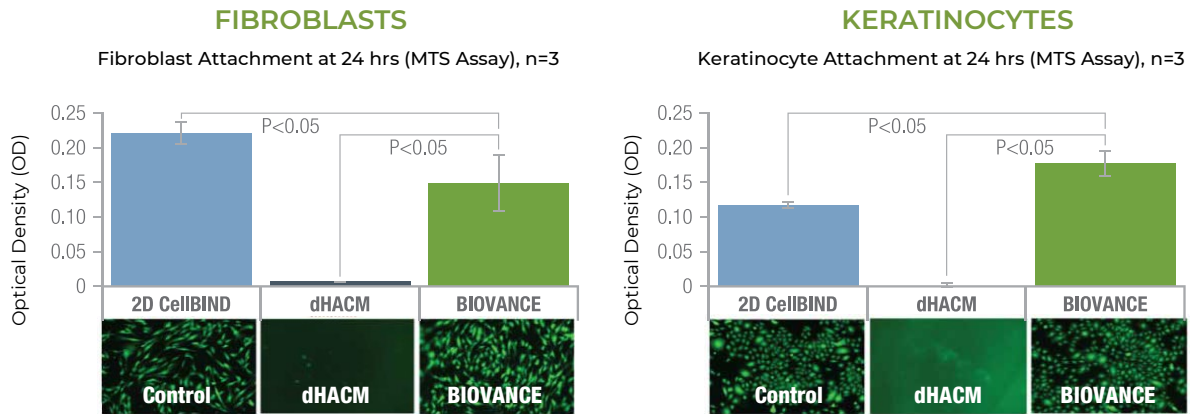 FIBROBLASTS
Fibroblast Attachment at 24 hrs (MTS Assay), n=3
Optical Density (OD)
0.25
0.20
0.15
0.10
0.05
0
P<0.05
P<0.05
2D CellBIND
dHACM
BIOVANCE
Control
dHACM
BIOVANCE
KERATINOCYTES
Keratinocyte Attachment at 24 hrs (MTS Assay), n=3
Optical Density (OD)
0.25
0.20
0.15
0.10
0.05
0
P<0.05
P<0.05
2D CellBIND
dHACM
BIOVANCE
Control
dHACM
BIOVANCE